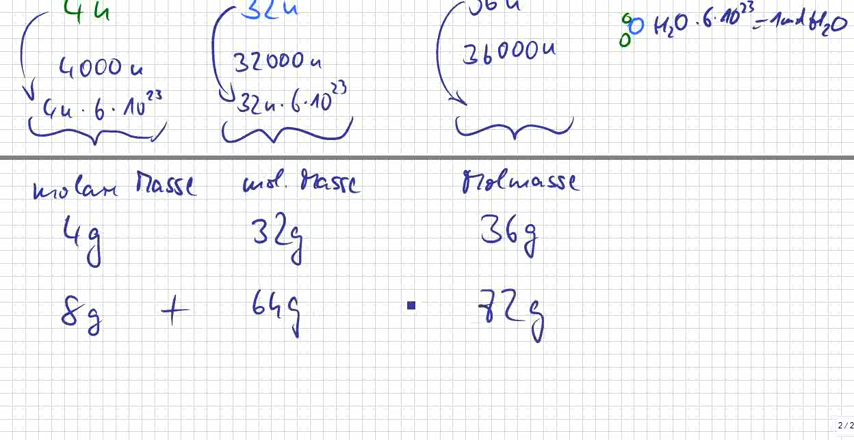 4u 32u 36u
H₂O · 6 · 10²³ = 1mol H₂O
4000u 32000u 36000u
4u · 6 · 10²³ 32u · 6 · 10²³
molare Masse mol. Masse Molmasse
4g 32g 36g
8g + 64g 72g
2/2